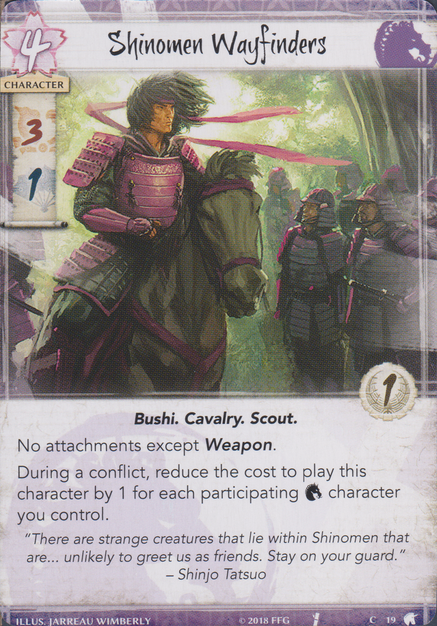 4
Shinomen Wayfinders
CHARACTER
3
1
1
Bushi. Cavalry. Scout.
No attachments except Weapon.
During a conflict, reduce the cost to play this
character by 1 for each participating character
you control.
“There are strange creatures that lie within Shinomen that
are... unlikely to greet us as friends. Stay on your guard.”
– Shinjo Tatsuo
ILLUS. JARREAU WIMBERLY © 2018 FFG C 19